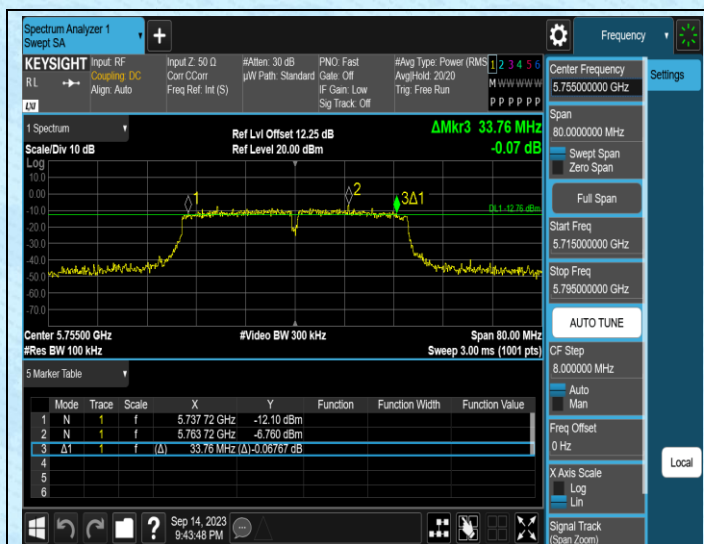 Spectrum Analyzer 1
Swept SA
Frequency
KEYSIGHT
RL
LXI
Input: RF
Coupling: DC
Align: Auto
Input Z: 50 Ω
Corr CCorr
Freq Ref: Int (S)
#Atten: 30 dB
µW Path: Standard
PNO: Fast
Gate: Off
IF Gain: Low
Sig Track: Off
#Avg Type: Power (RMS
Avg|Hold: 20/20
Trig: Free Run
1 2 3 4 5 6
M W W W W W
P P P P P P
Settings
Center Frequency
5.755000000 GHz
Span
80.0000000 MHz
Swept Span
Zero Span
Full Span
Start Freq
5.715000000 GHz
Stop Freq
5.795000000 GHz
AUTO TUNE
CF Step
8.000000 MHz
Auto
Man
Freq Offset
0 Hz
X Axis Scale
Log
Lin
Signal Track
(Span Zoom)
Local
1 Spectrum
Scale/Div 10 dB
Ref Lvl Offset 12.25 dB
Ref Level 20.00 dBm
ΔMkr3 33.76 MHz
-0.07 dB
Log
10.0
0.00
-10.0
-20.0
-30.0
-40.0
-50.0
-60.0
-70.0
1
2
3Δ1
DL1 -12.76 dBm
Center 5.75500 GHz
#Video BW 300 kHz
Span 80.00 MHz
#Res BW 100 kHz
Sweep 3.00 ms (1001 pts)
5 Marker Table
Mode Trace Scale X Y Function Function Width Function Value
1 N 1 f 5.737 72 GHz -12.10 dBm
2 N 1 f 5.763 72 GHz -6.760 dBm
3 Δ1 1 f (Δ) 33.76 MHz (Δ) -0.06767 dB
4
5
6
?
Sep 14, 2023
9:43:48 PM